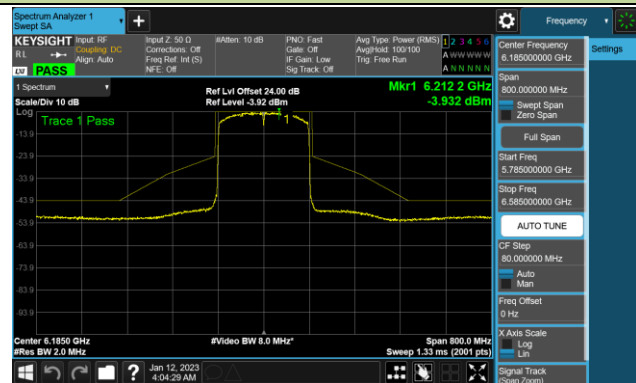 Spectrum Analyzer 1
Swept SA
Frequency
KEYSIGHT
Input: RF
Coupling: DC
Align: Auto
Input Z: 50 Ω
Corrections: Off
Freq Ref: Int (S)
NFE: Off
#Atten: 10 dB
PNO: Fast
Gate: Off
IF Gain: Low
Sig Track: Off
Avg Type: Power (RMS)
Avg|Hold: 100/100
Trig: Free Run
1 2 3 4 5 6
A W W W W W
A N N N N N
RL
LXI
PASS
1 Spectrum
Scale/Div 10 dB
Ref Lvl Offset 24.00 dB
Ref Level -3.92 dBm
Mkr1 6.212 2 GHz
-3.932 dBm
Log
Trace 1 Pass
1
-13.9
-23.9
-33.9
-43.9
-53.9
-63.9
-73.9
-83.9
-93.9
Center 6.1850 GHz
#Res BW 2.0 MHz
#Video BW 8.0 MHz*
Span 800.0 MHz
Sweep 1.33 ms (2001 pts)
Jan 12, 2023
4:04:29 AM
Center Frequency
6.185000000 GHz
Settings
Span
800.000000 MHz
Swept Span
Zero Span
Full Span
Start Freq
5.785000000 GHz
Stop Freq
6.585000000 GHz
AUTO TUNE
CF Step
80.000000 MHz
Auto
Man
Freq Offset
0 Hz
X Axis Scale
Log
Lin
Signal Track
(Span Zoom)